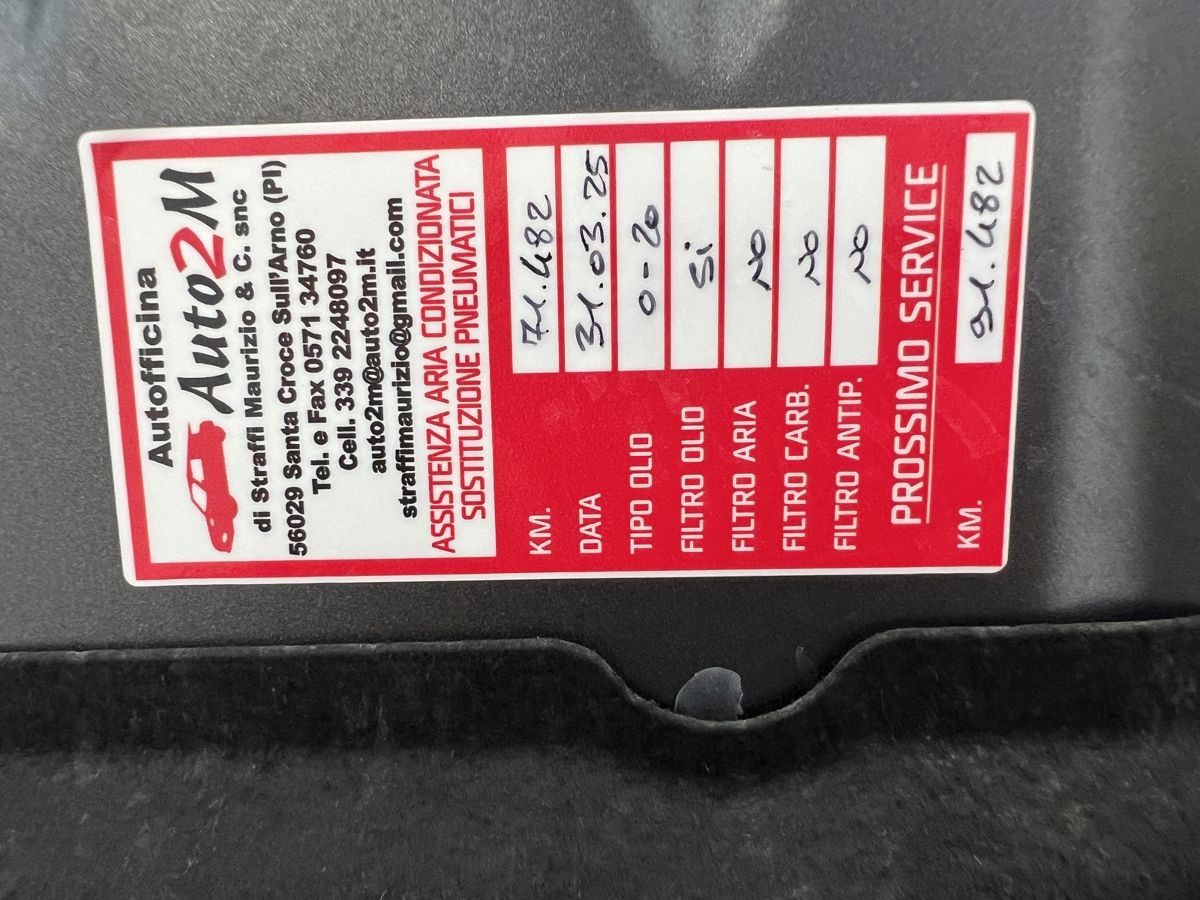 Autofficina
Auto2M
di Straffi Maurizio & C. snc
56029 Santa Croce Sull'Arno (PI)
Tel. e Fax 0571 344760
Cell. 339 2248097
auto2m@auto2m.it
straffimaurizio@gmail.com
ASSISTENZA ARIA CONDIZIONATA
SOSTITUZIONE PNEUMATICI
KM. 71.482
DATA 31.03.25
TIPO OLIO 0-20
FILTRO OLIO Si
FILTRO ARIA NO
FILTRO CARB. NO
FILTRO ANTIP. NO
PROSSIMO SERVICE
KM. 91.482